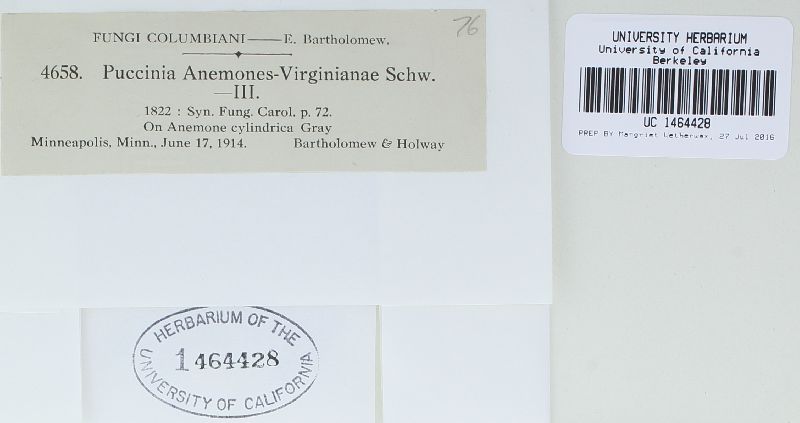 76
FUNGI COLUMBIANI—E. Bartholomew.
4658. Puccinia Anemones-Virginianae Schw.
—III.
1822 : Syn. Fung. Carol. p. 72.
On Anemone cylindrica Gray
Minneapolis, Minn., June 17, 1914. Bartholomew & Holway
UNIVERSITY HERBARIUM
University of California
Berkeley
UC 1464428
PREP BY Margriet Wetherwax, 27 Jul 2016
HERBARIUM OF THE
1464428
UNIVERSITY OF CALIFORNIA